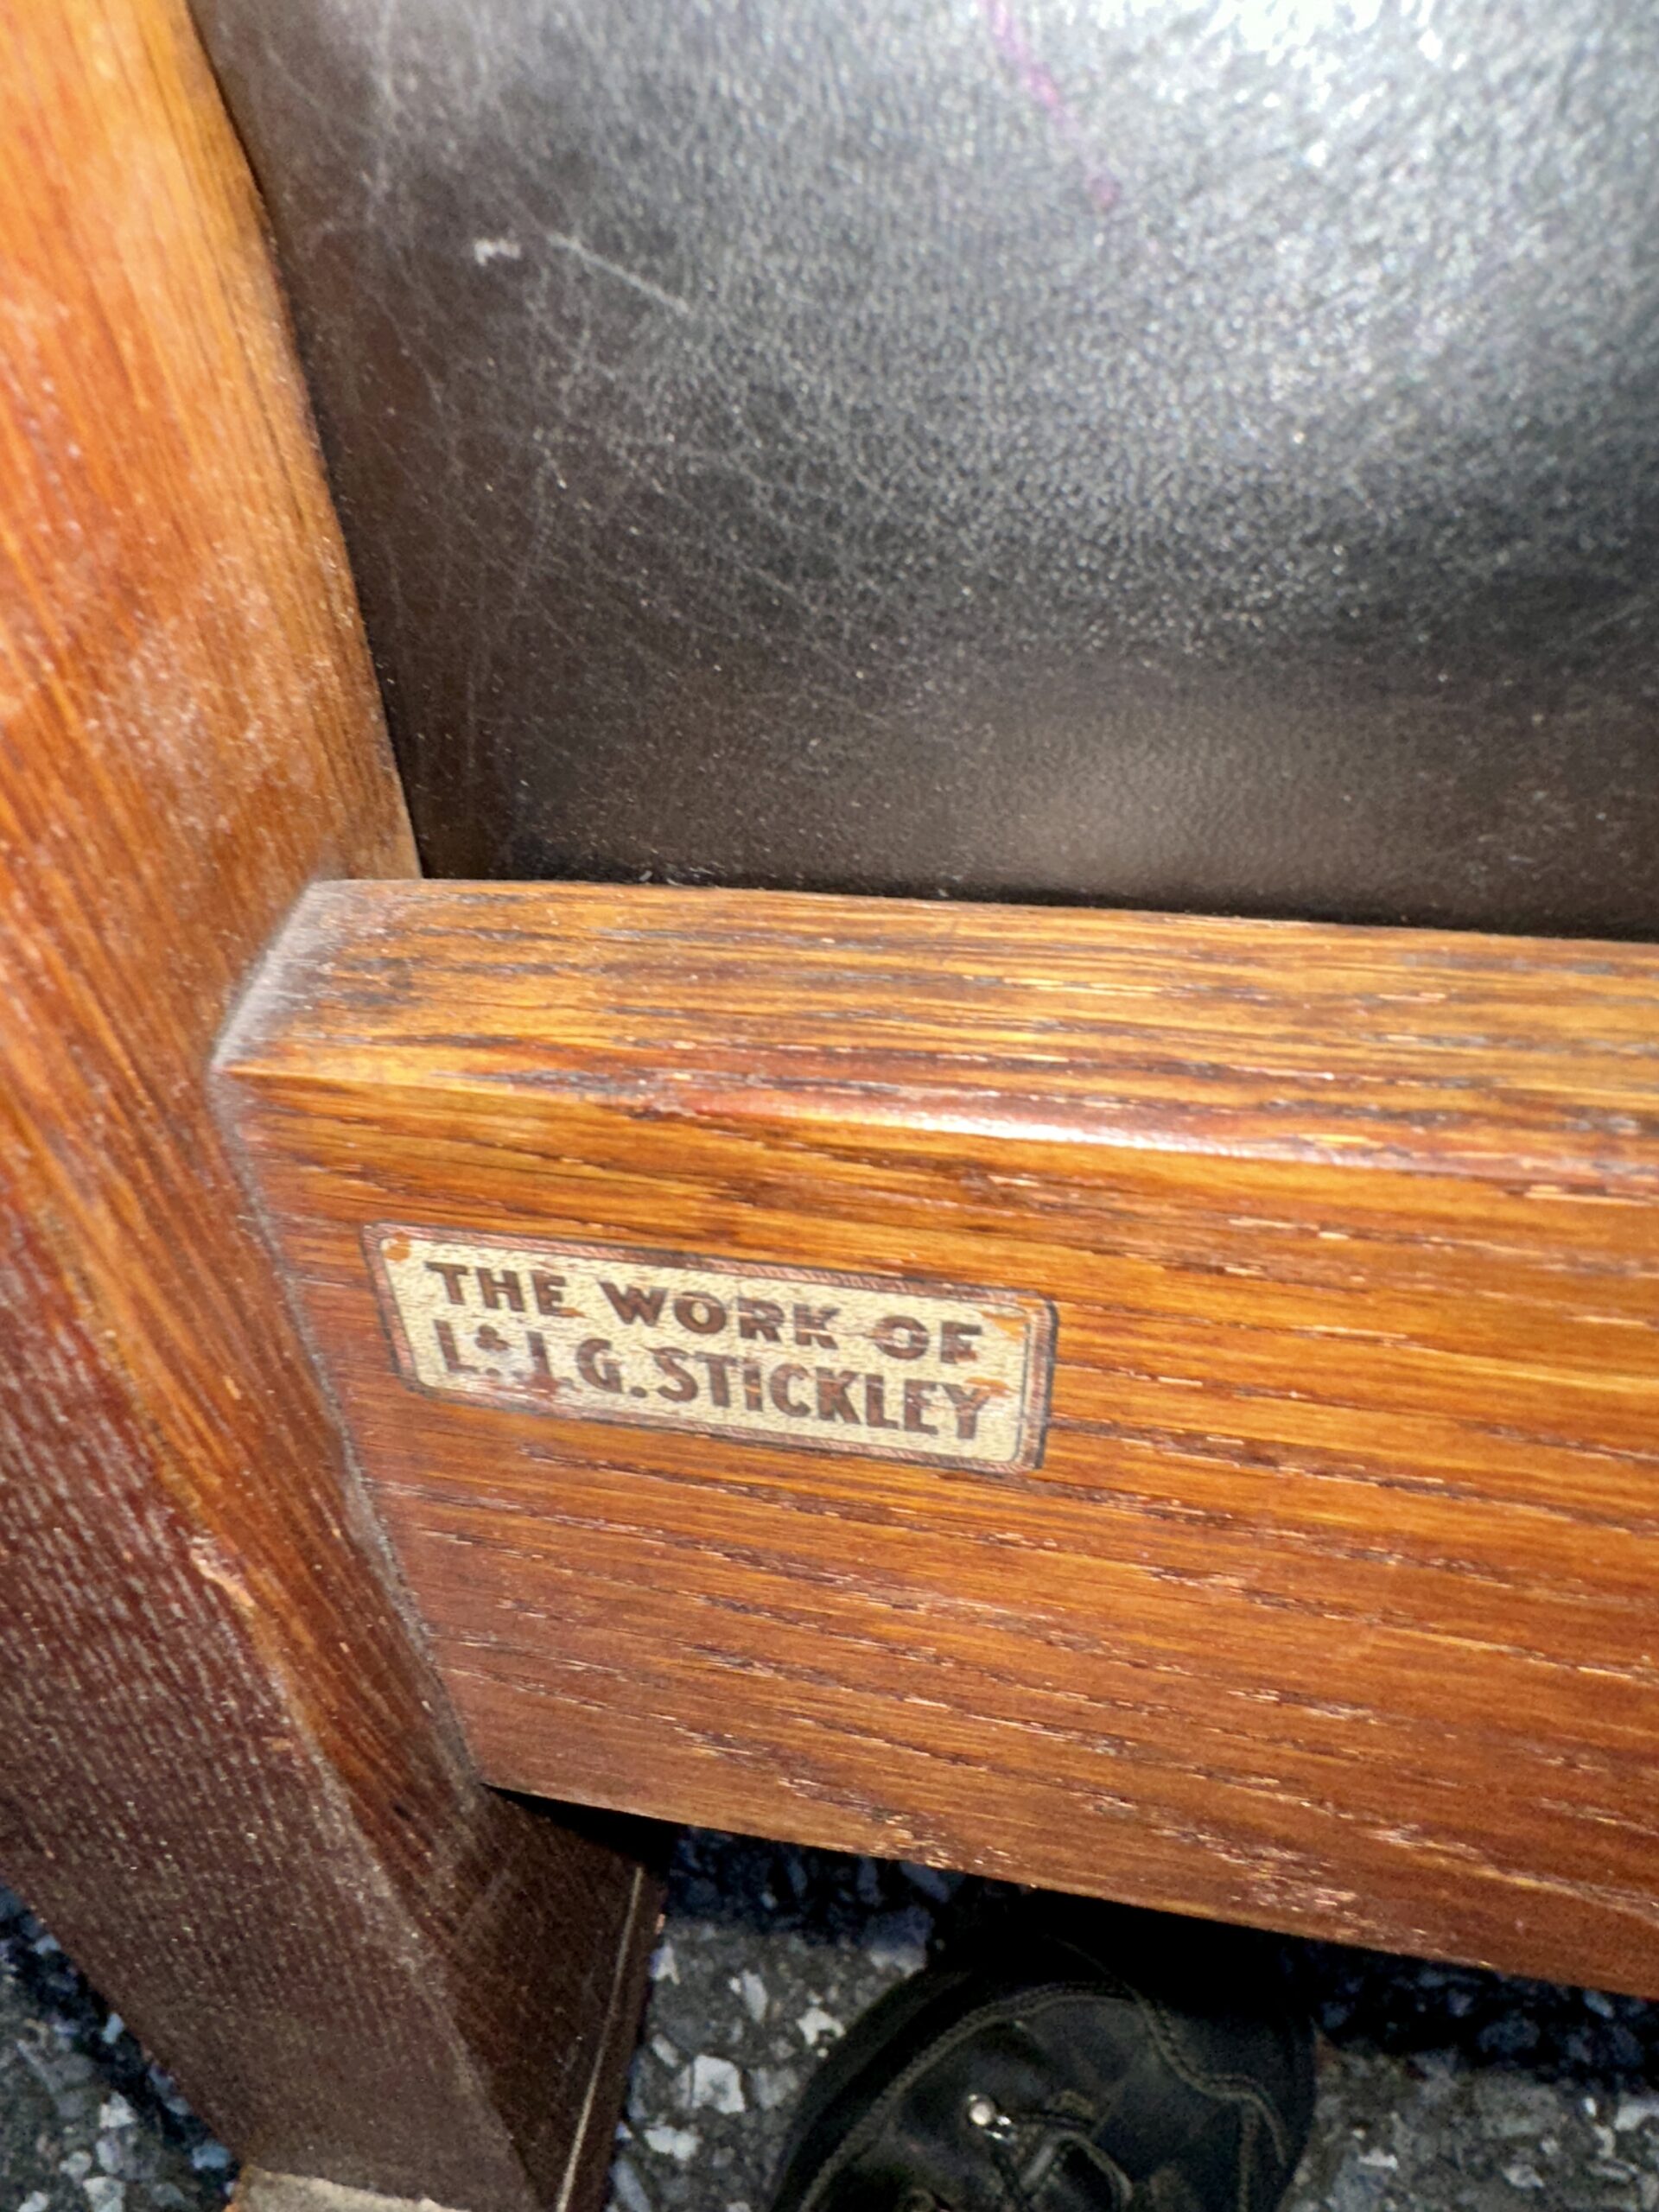 THE WORK OF
L. & J.G. STICKLEY